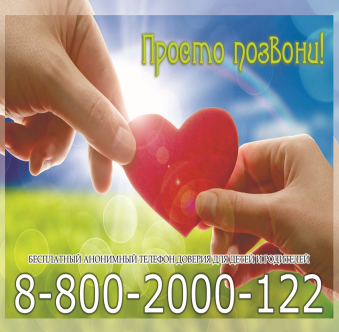 Просто позвони!
БЕСПЛАТНЫЙ АНОНИМНЫЙ ТЕЛЕФОН ДОВЕРИЯ ДЛЯ ДЕТЕЙ И РОДИТЕЛЕЙ
8-800-2000-122